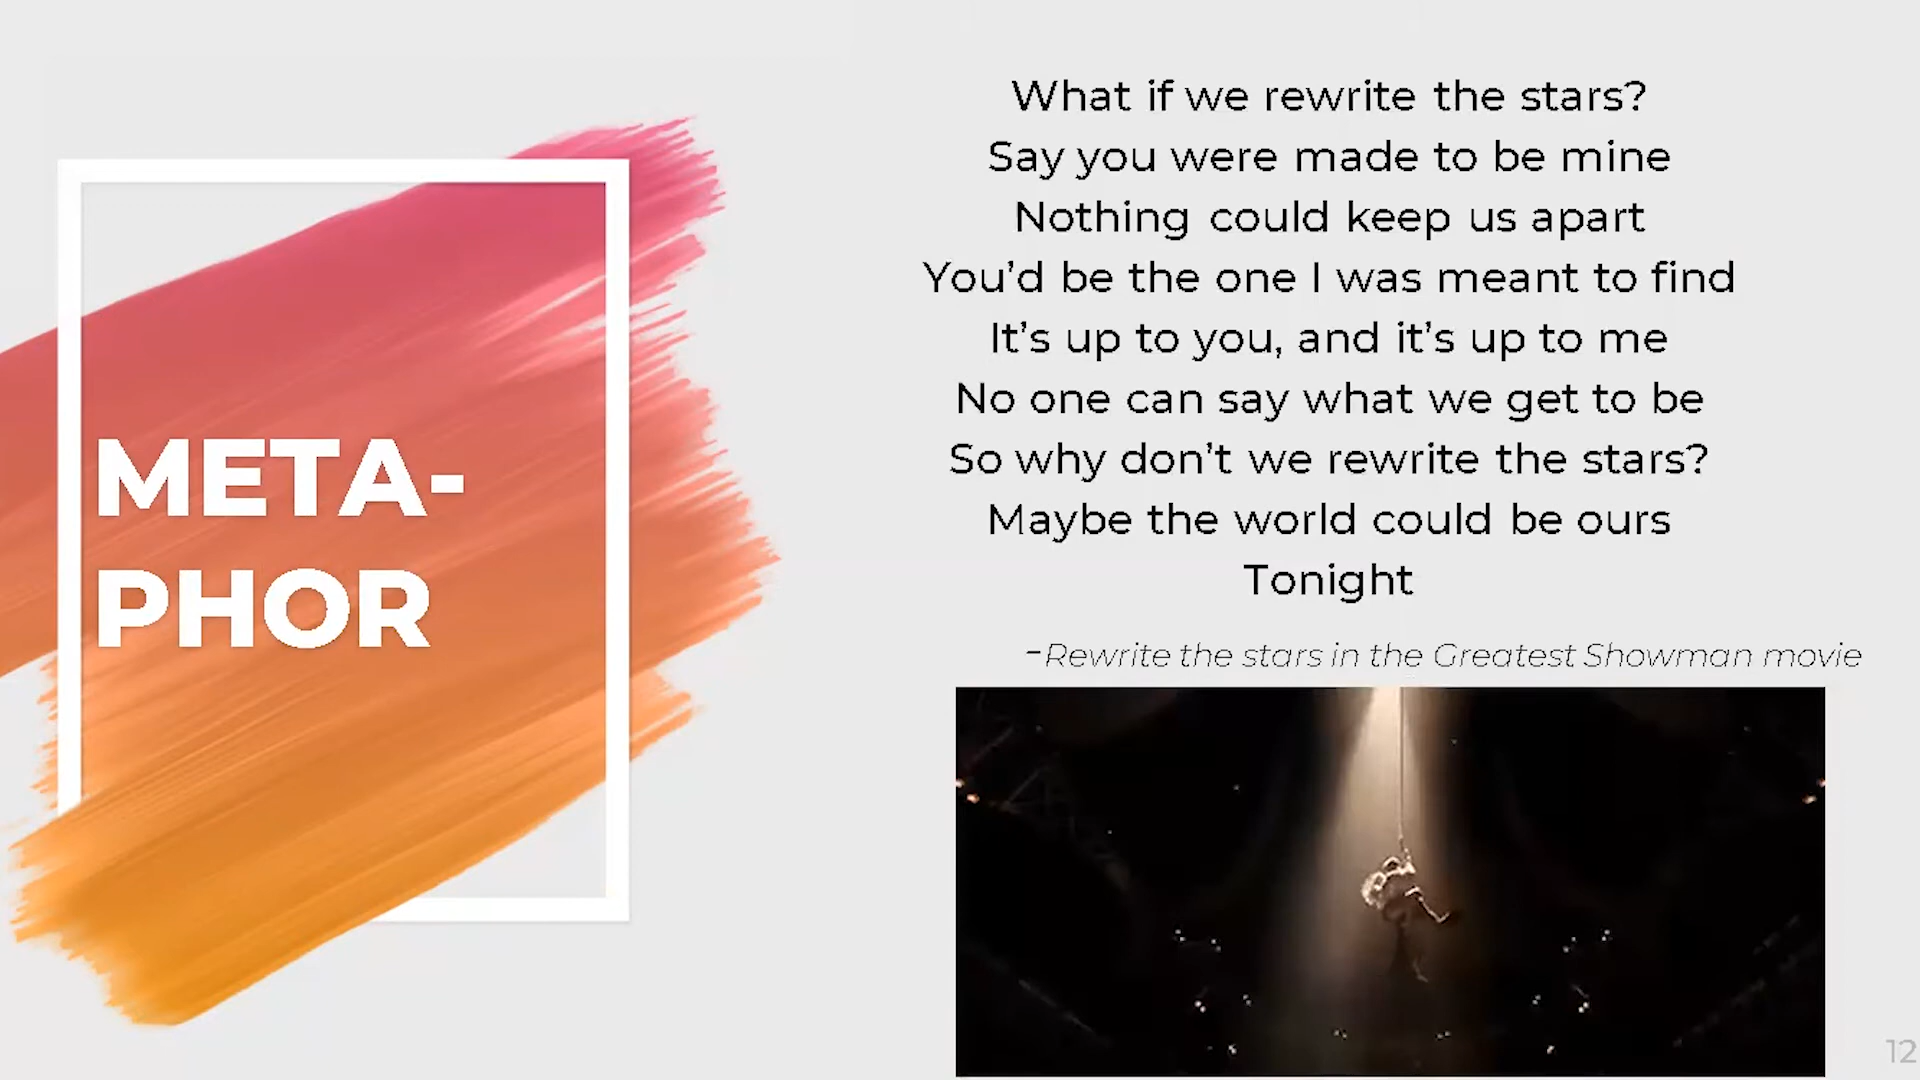 META-
PHOR
What if we rewrite the stars?
Say you were made to be mine
Nothing could keep us apart
You’d be the one I was meant to find
It’s up to you, and it’s up to me
No one can say what we get to be
So why don’t we rewrite the stars?
Maybe the world could be ours
Tonight
-Rewrite the stars in the Greatest Showman movie
12